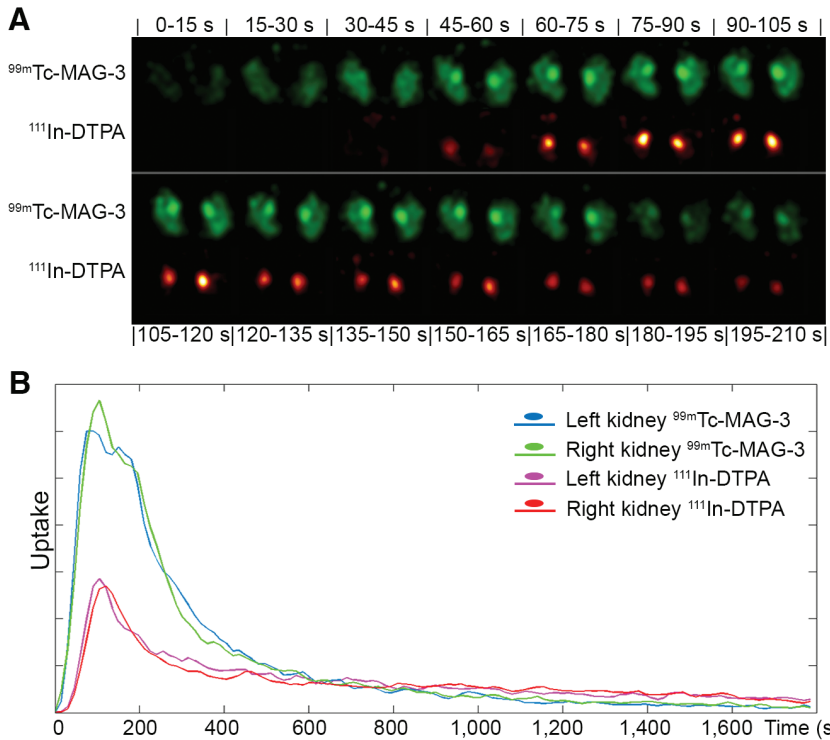 A
| 0-15 s | 15-30 s | 30-45 s | 45-60 s | 60-75 s | 75-90 s | 90-105 s |
⁹⁹ᵐTc-MAG-3
¹¹¹In-DTPA
⁹⁹ᵐTc-MAG-3
¹¹¹In-DTPA
|105-120 s|120-135 s|135-150 s|150-165 s|165-180 s|180-195 s|195-210 s|
B
Uptake
Left kidney ⁹⁹ᵐTc-MAG-3
Right kidney ⁹⁹ᵐTc-MAG-3
Left kidney ¹¹¹In-DTPA
Right kidney ¹¹¹In-DTPA
0 200 400 600 800 1,000 1,200 1,400 1,600 Time (s